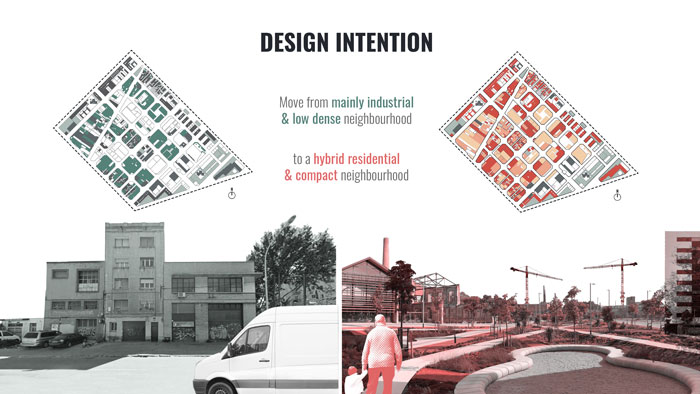 DESIGN INTENTION
Move from mainly industrial
& low dense neighbourhood
to a hybrid residential
& compact neighbourhood